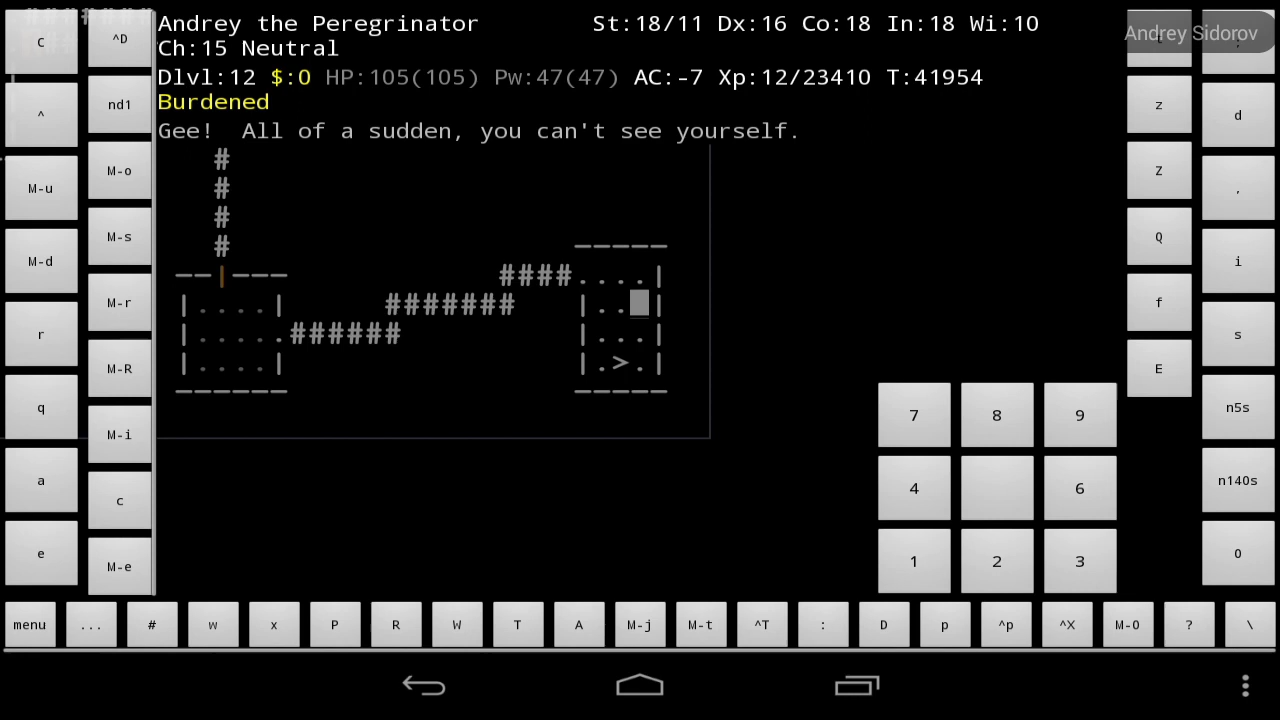 Andrey the Peregrinator St:18/11 Dx:16 Co:18 In:18 Wi:10
Ch:15 Neutral
Dlvl:12 $:0 HP:105(105) Pw:47(47) AC:-7 Xp:12/23410 T:41954
Burdened
Gee! All of a sudden, you can't see yourself.
Andrey Sidorov
C
^
M-u
M-d
r
q
a
e
^D
nd1
M-o
M-s
M-r
M-R
M-i
c
M-e
#
#
#
#
-- | ---
| . . . . |
| . . . . . ######
| . . . . |
------
#######
-----
#### . . . . |
| . . |
| . . . |
| . > . |
-----
z
Z
Q
f
E
d
,
i
s
n5s
n140s
O
7 8 9
4 6
1 2 3
menu ... # w x P R W T A M-j M-t ^T : D p ^p ^X M-O ? \